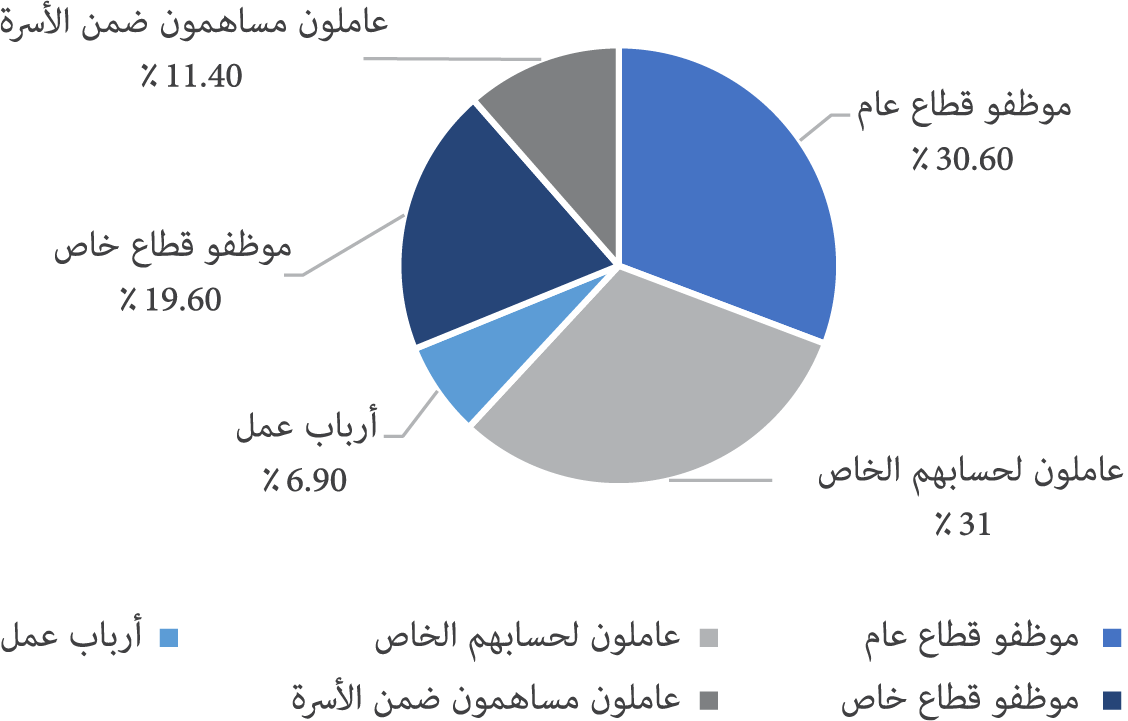 عاملون مساهمون ضمن الأسرة
٪ 11.40
موظفو قطاع عام
٪ 30.60
موظفو قطاع خاص
٪ 19.60
أرباب عمل
٪ 6.90
عاملون لحسابهم الخاص
٪ 31
موظفو قطاع عام
عاملون لحسابهم الخاص
أرباب عمل
موظفو قطاع خاص
عاملون مساهمون ضمن الأسرة